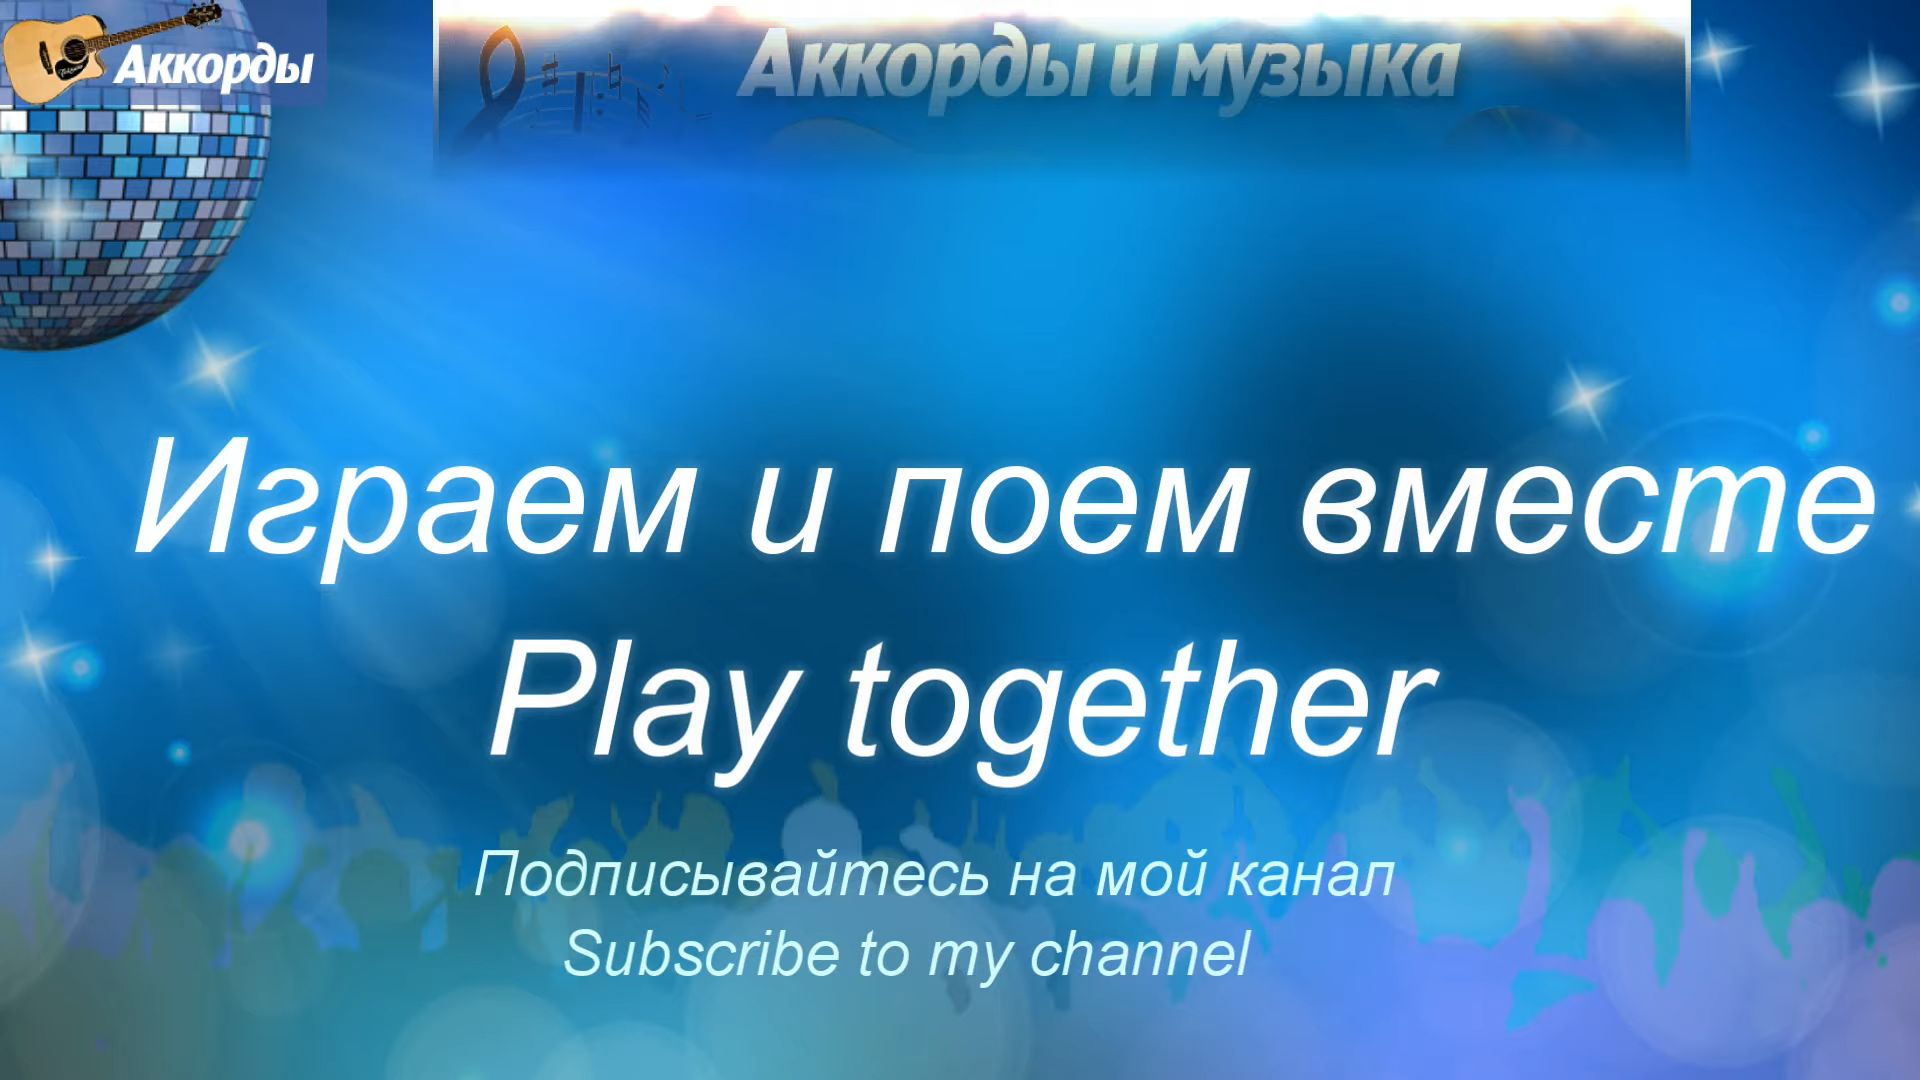 Аккорды
Аккорды и музыка
Играем и поем вместе
Play together
Подписывайтесь на мой канал
Subscribe to my channel